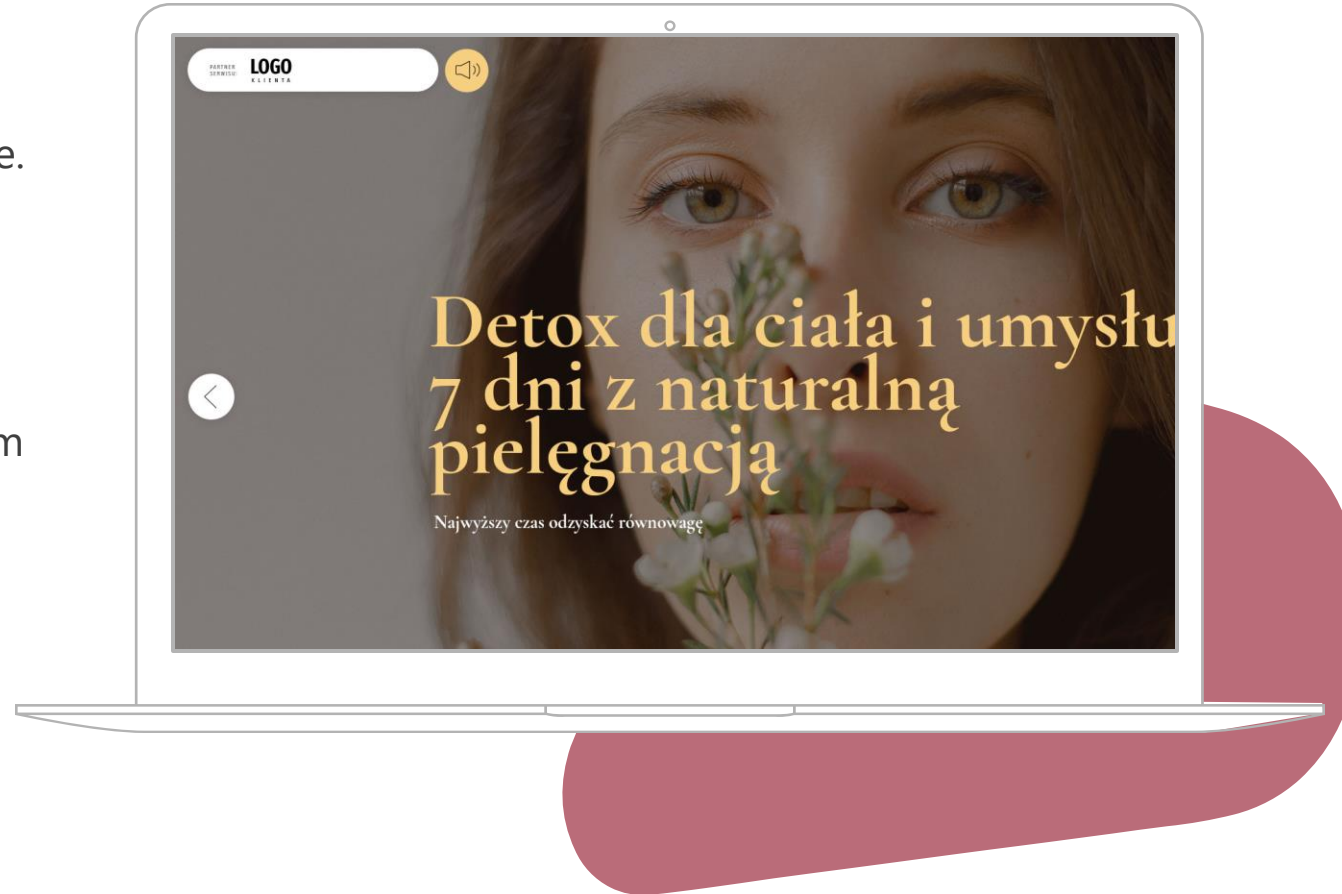 PARTNER
SERWISU
LOGO
KLIENTA
e.
Detox dla ciała i umysłu
7 dni z naturalną
pielęgnacją
m
Najwyższy czas odzyskać równowagę